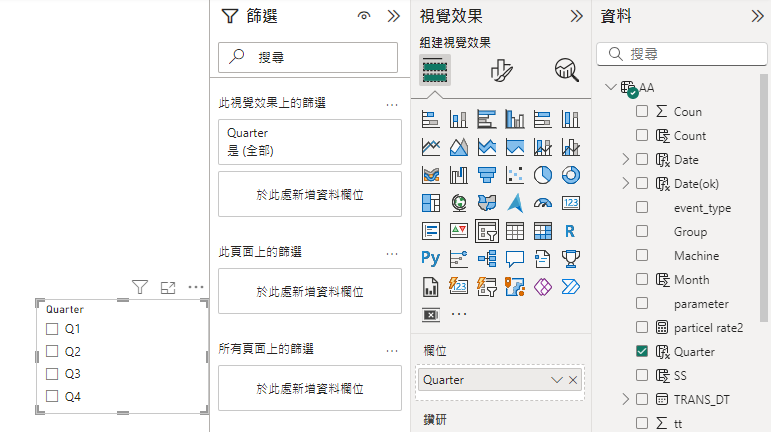 篩選
搜尋
此視覺效果上的篩選
...
Quarter
是 (全部)
於此處新增資料欄位
此頁面上的篩選
...
於此處新增資料欄位
所有頁面上的篩選
...
於此處新增資料欄位
Quarter
Q1
Q2
Q3
Q4
視覺效果
組建視覺效果
123
R
Py
123
...
欄位
Quarter
鑽研
資料
搜尋
AA
Coun
Count
Date
Date(ok)
event_type
Group
Machine
Month
parameter
particel rate2
Quarter
SS
TRANS_DT
tt